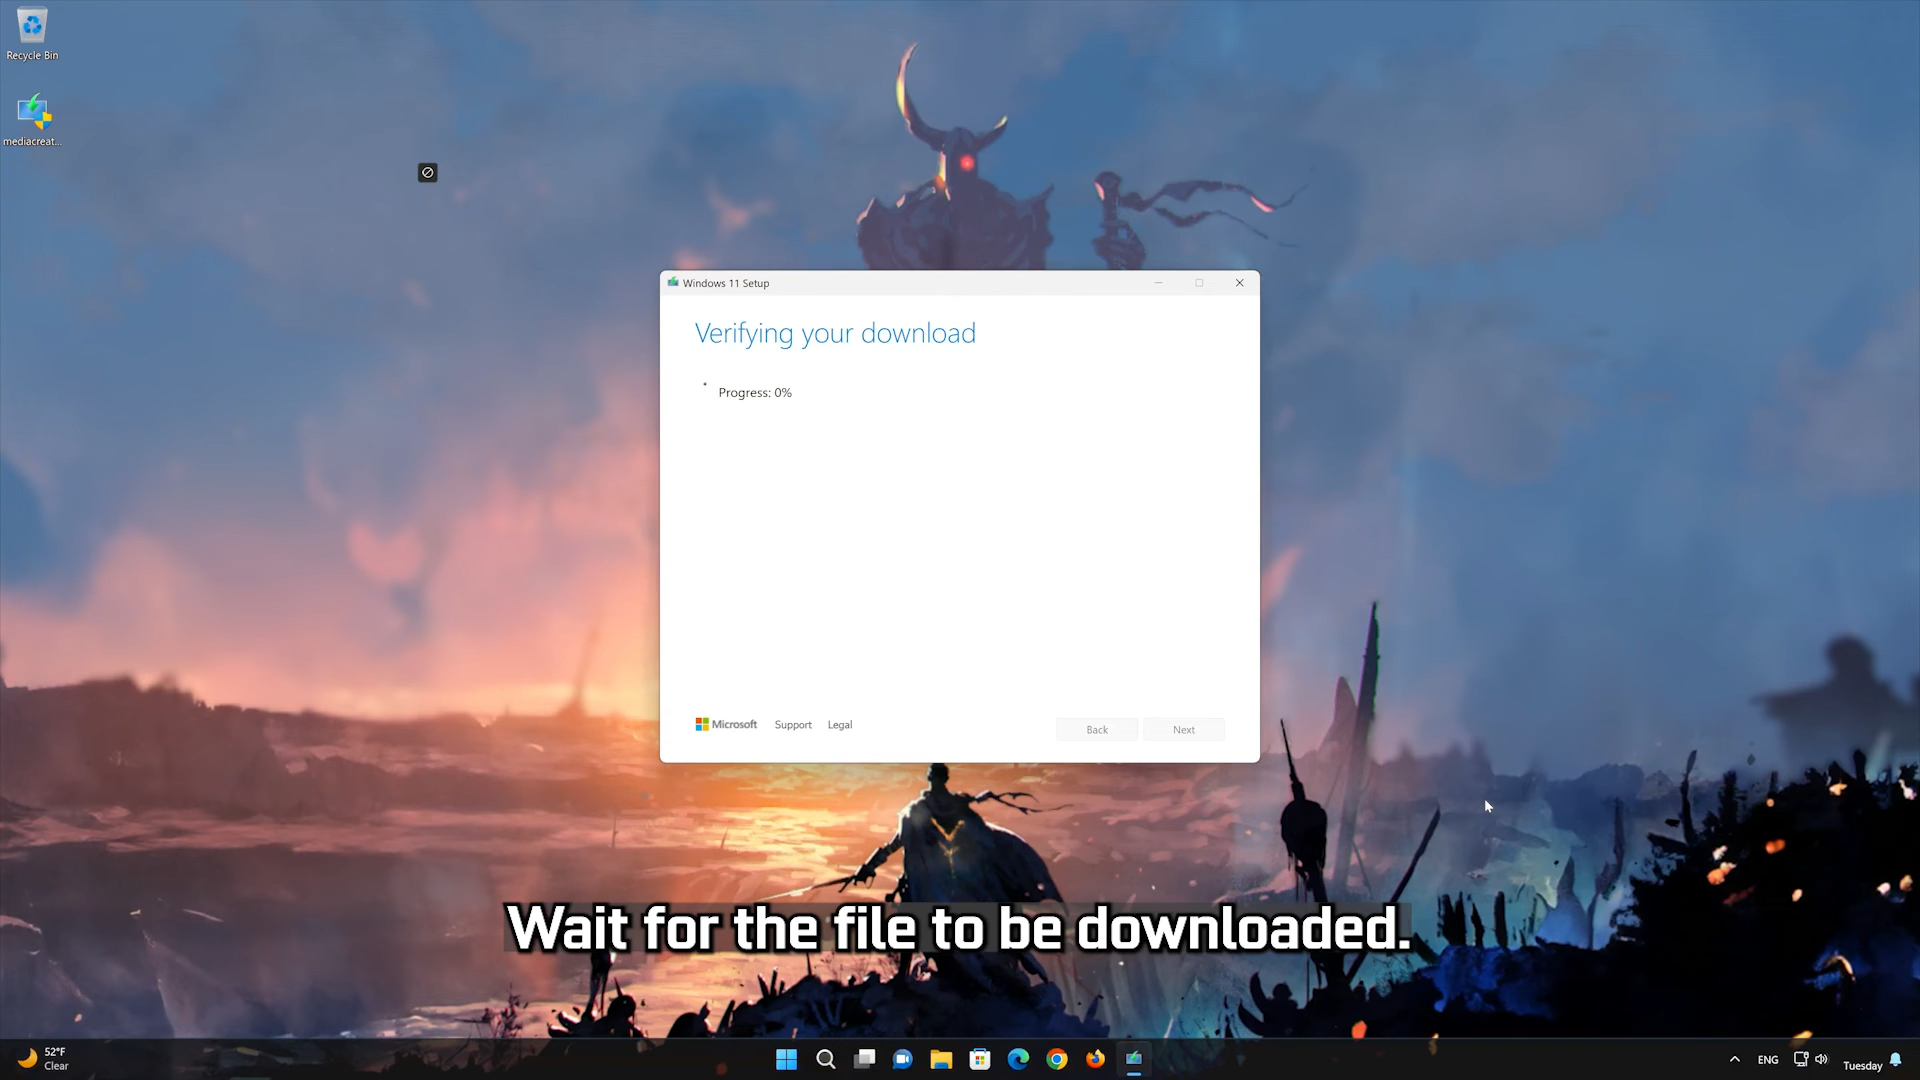 Recycle Bin
mediacreat...
Windows 11 Setup
Verifying your download
Progress: 0%
Microsoft
Support
Legal
Back
Next
Wait for the file to be downloaded.
52°F
Clear
ENG
Tuesday